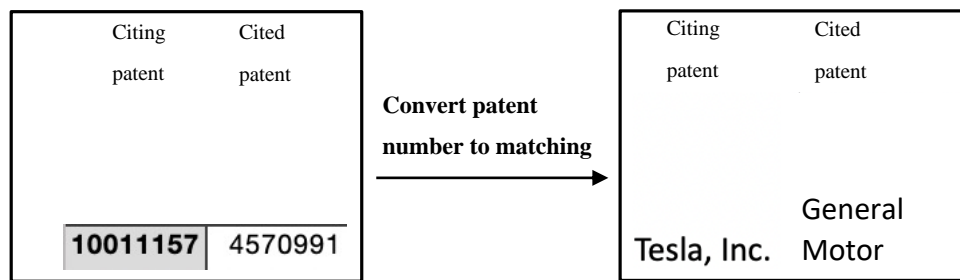 Citing Cited
patent patent
10011157 4570991
Convert patent
number to matching
Citing Cited
patent patent
General
Tesla, Inc. Motor